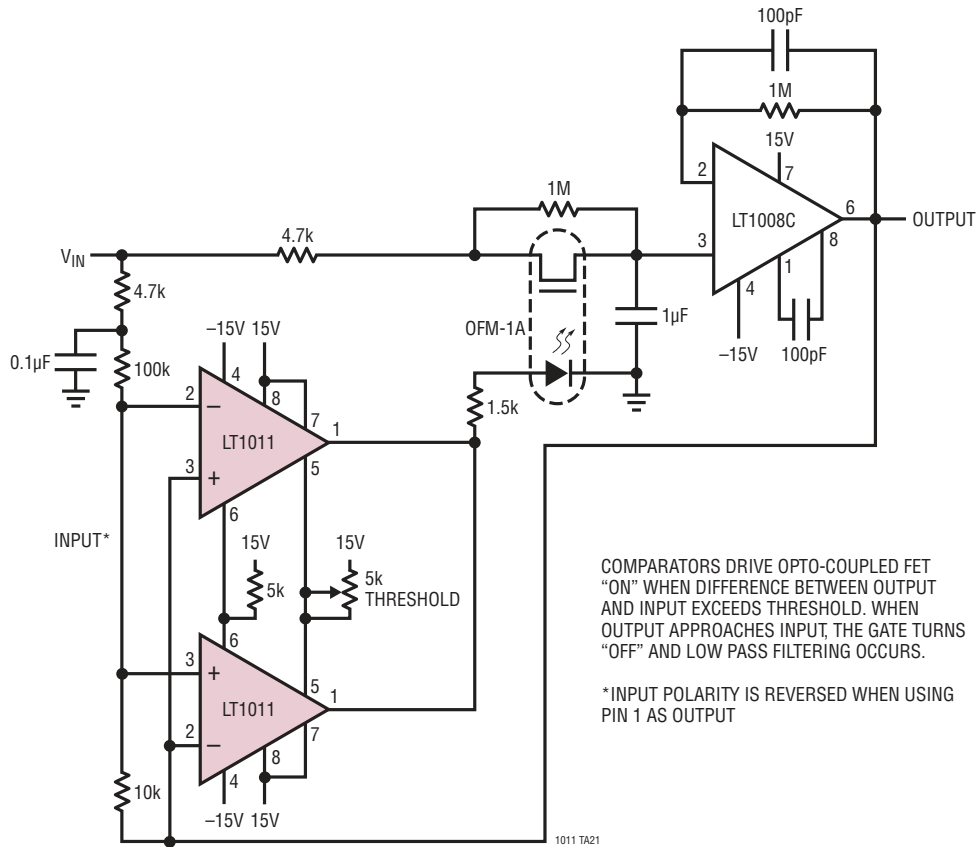 100pF
1M
15V
7
2
LT1008C
6
OUTPUT
3
8
1
4
–15V
100pF
1M
4.7k
VIN
4.7k
OFM-1A
1µF
0.1µF
100k
–15V 15V
4
8
2
–
7
1
LT1011
1.5k
3
+
5
6
INPUT*
15V
5k
15V
5k
THRESHOLD
6
3
+
5
1
LT1011
7
2
–
8
4
10k
–15V 15V
COMPARATORS DRIVE OPTO-COUPLED FET
“ON” WHEN DIFFERENCE BETWEEN OUTPUT
AND INPUT EXCEEDS THRESHOLD. WHEN
OUTPUT APPROACHES INPUT, THE GATE TURNS
“OFF” AND LOW PASS FILTERING OCCURS.
*INPUT POLARITY IS REVERSED WHEN USING
PIN 1 AS OUTPUT
1011 TA21